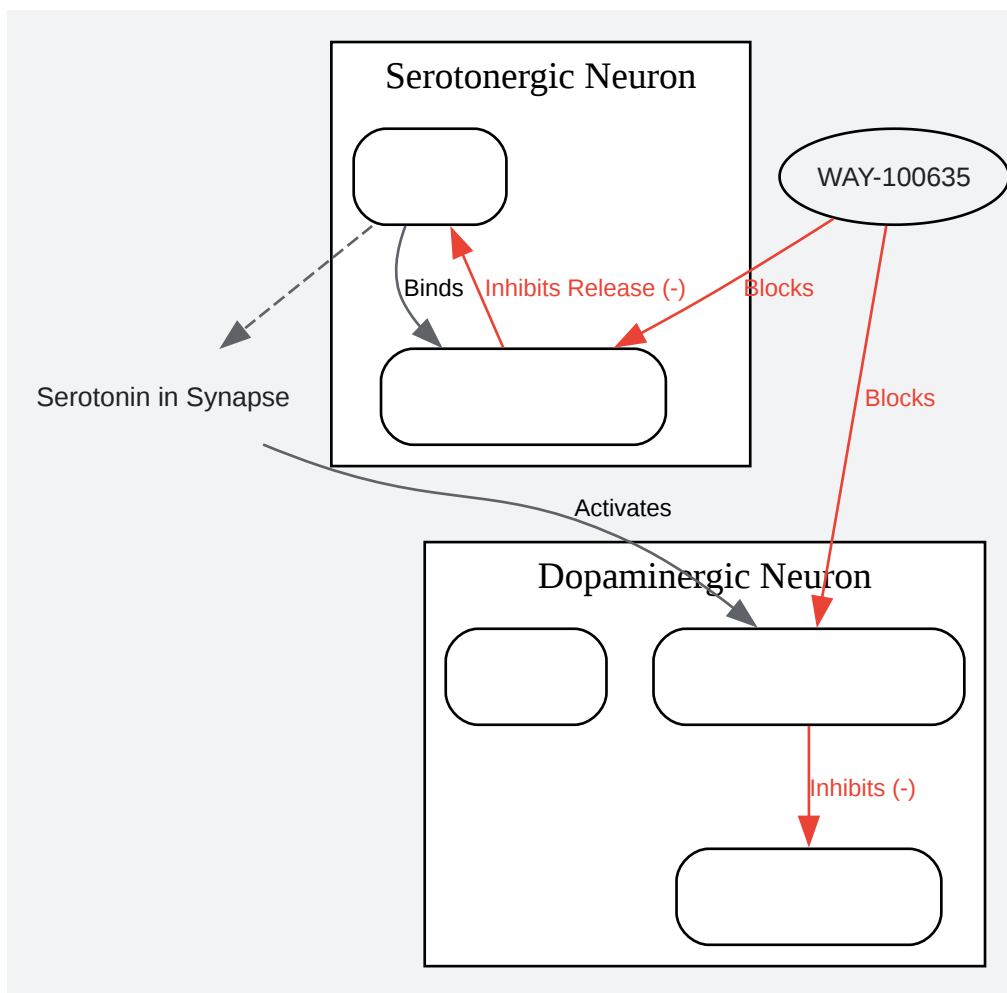 Serotonergic Neuron
WAY-100635
Binds
Inhibits Release (-)
Blocks
Serotonin in Synapse
Blocks
Activates
Dopaminergic Neuron
Inhibits (-)